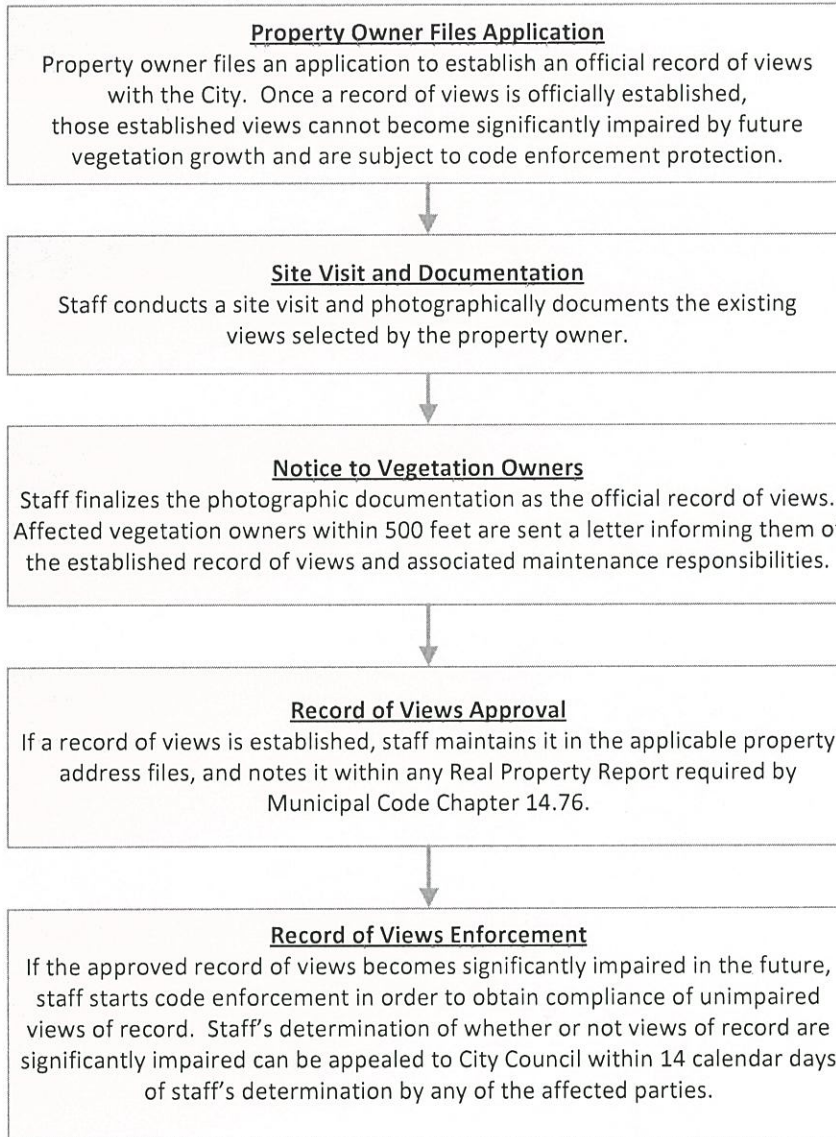 Property Owner Files Application
Property owner files an application to establish an official record of views
with the City. Once a record of views is officially established,
those established views cannot become significantly impaired by future
vegetation growth and are subject to code enforcement protection.
Site Visit and Documentation
Staff conducts a site visit and photographically documents the existing
views selected by the property owner.
Notice to Vegetation Owners
Staff finalizes the photographic documentation as the official record of views.
Affected vegetation owners within 500 feet are sent a letter informing them of
the established record of views and associated maintenance responsibilities.
Record of Views Approval
If a record of views is established, staff maintains it in the applicable property
address files, and notes it within any Real Property Report required by
Municipal Code Chapter 14.76.
Record of Views Enforcement
If the approved record of views becomes significantly impaired in the future,
staff starts code enforcement in order to obtain compliance of unimpaired
views of record. Staff's determination of whether or not views of record are
significantly impaired can be appealed to City Council within 14 calendar days
of staff's determination by any of the affected parties.